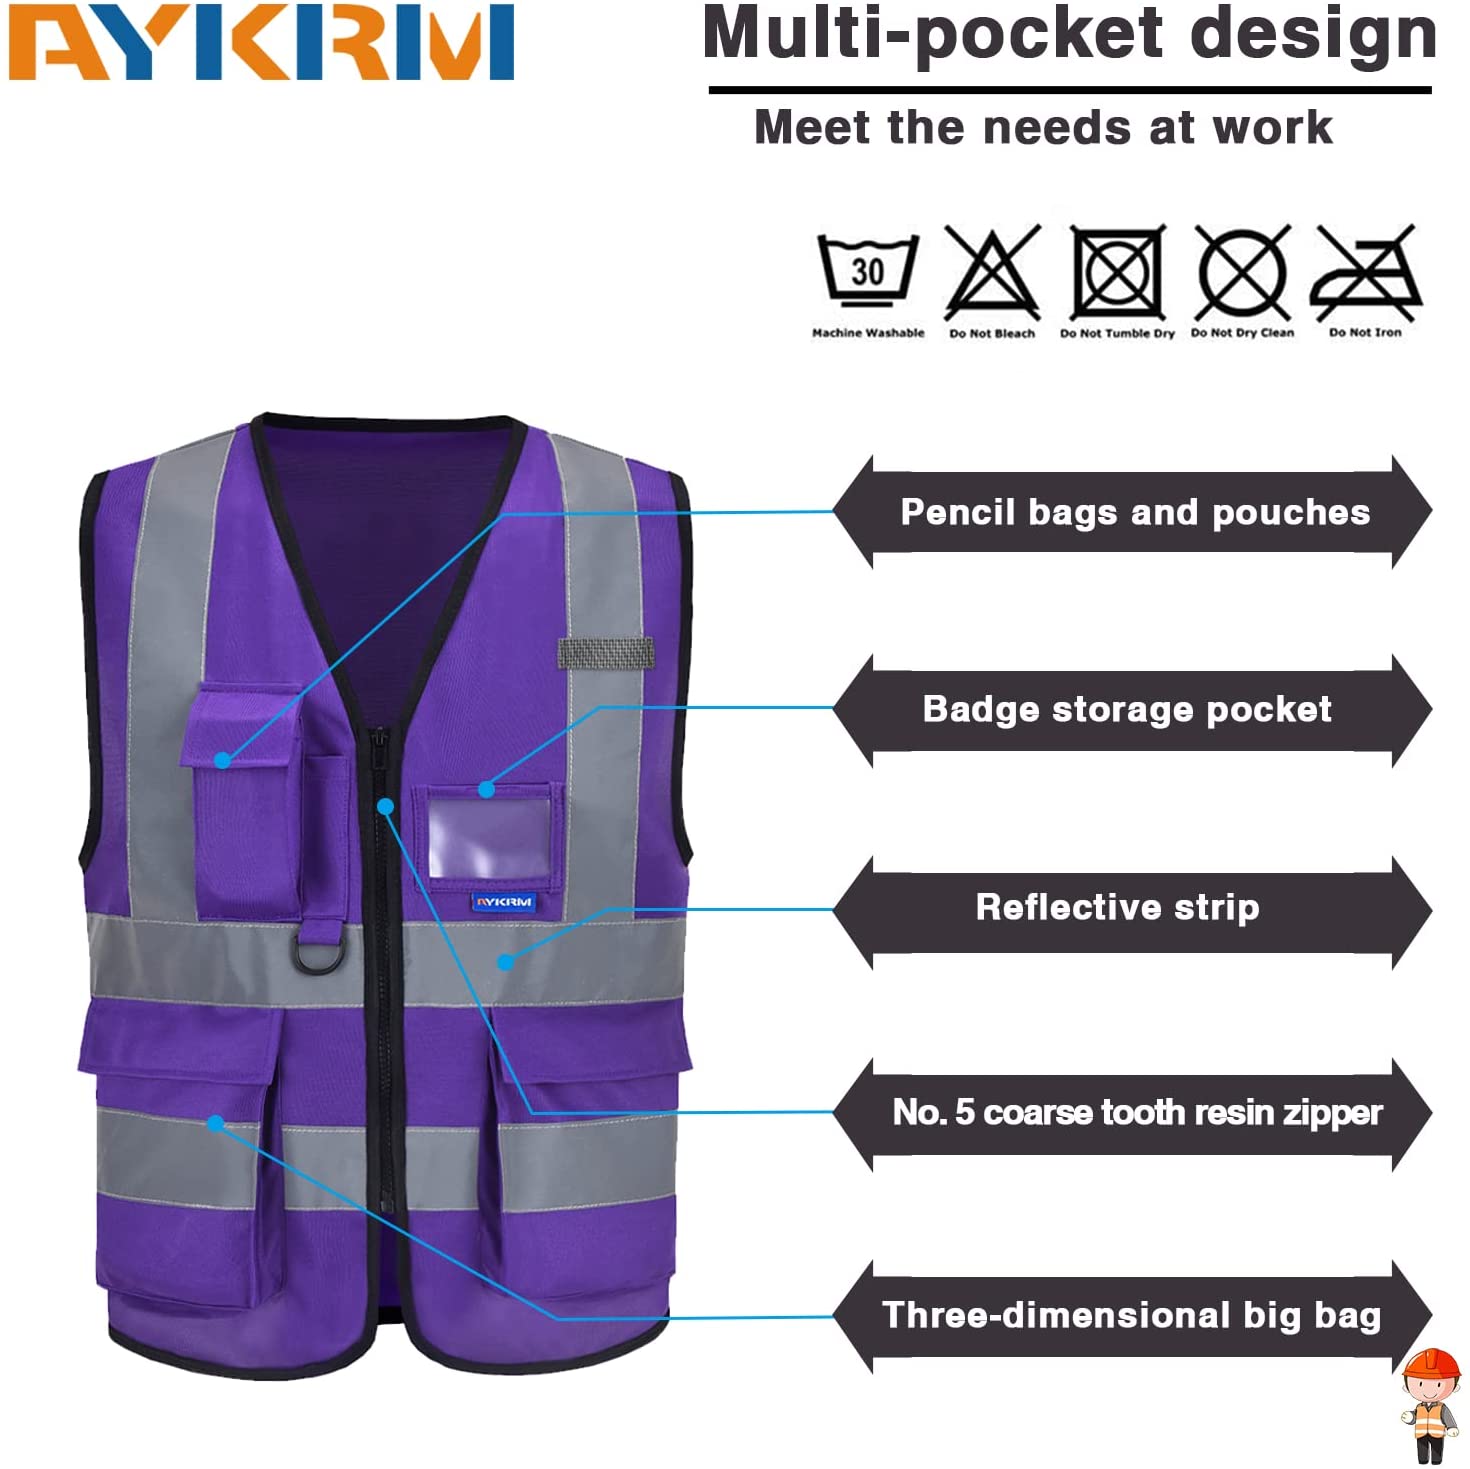 AYKRM
Multi-pocket design
Meet the needs at work
30
Machine Washable
Do Not Bleach
Do Not Tumble Dry
Do Not Dry Clean
Do Not Iron
Pencil bags and pouches
Badge storage pocket
AYKRM
Reflective strip
No. 5 coarse tooth resin zipper
Three-dimensional big bag